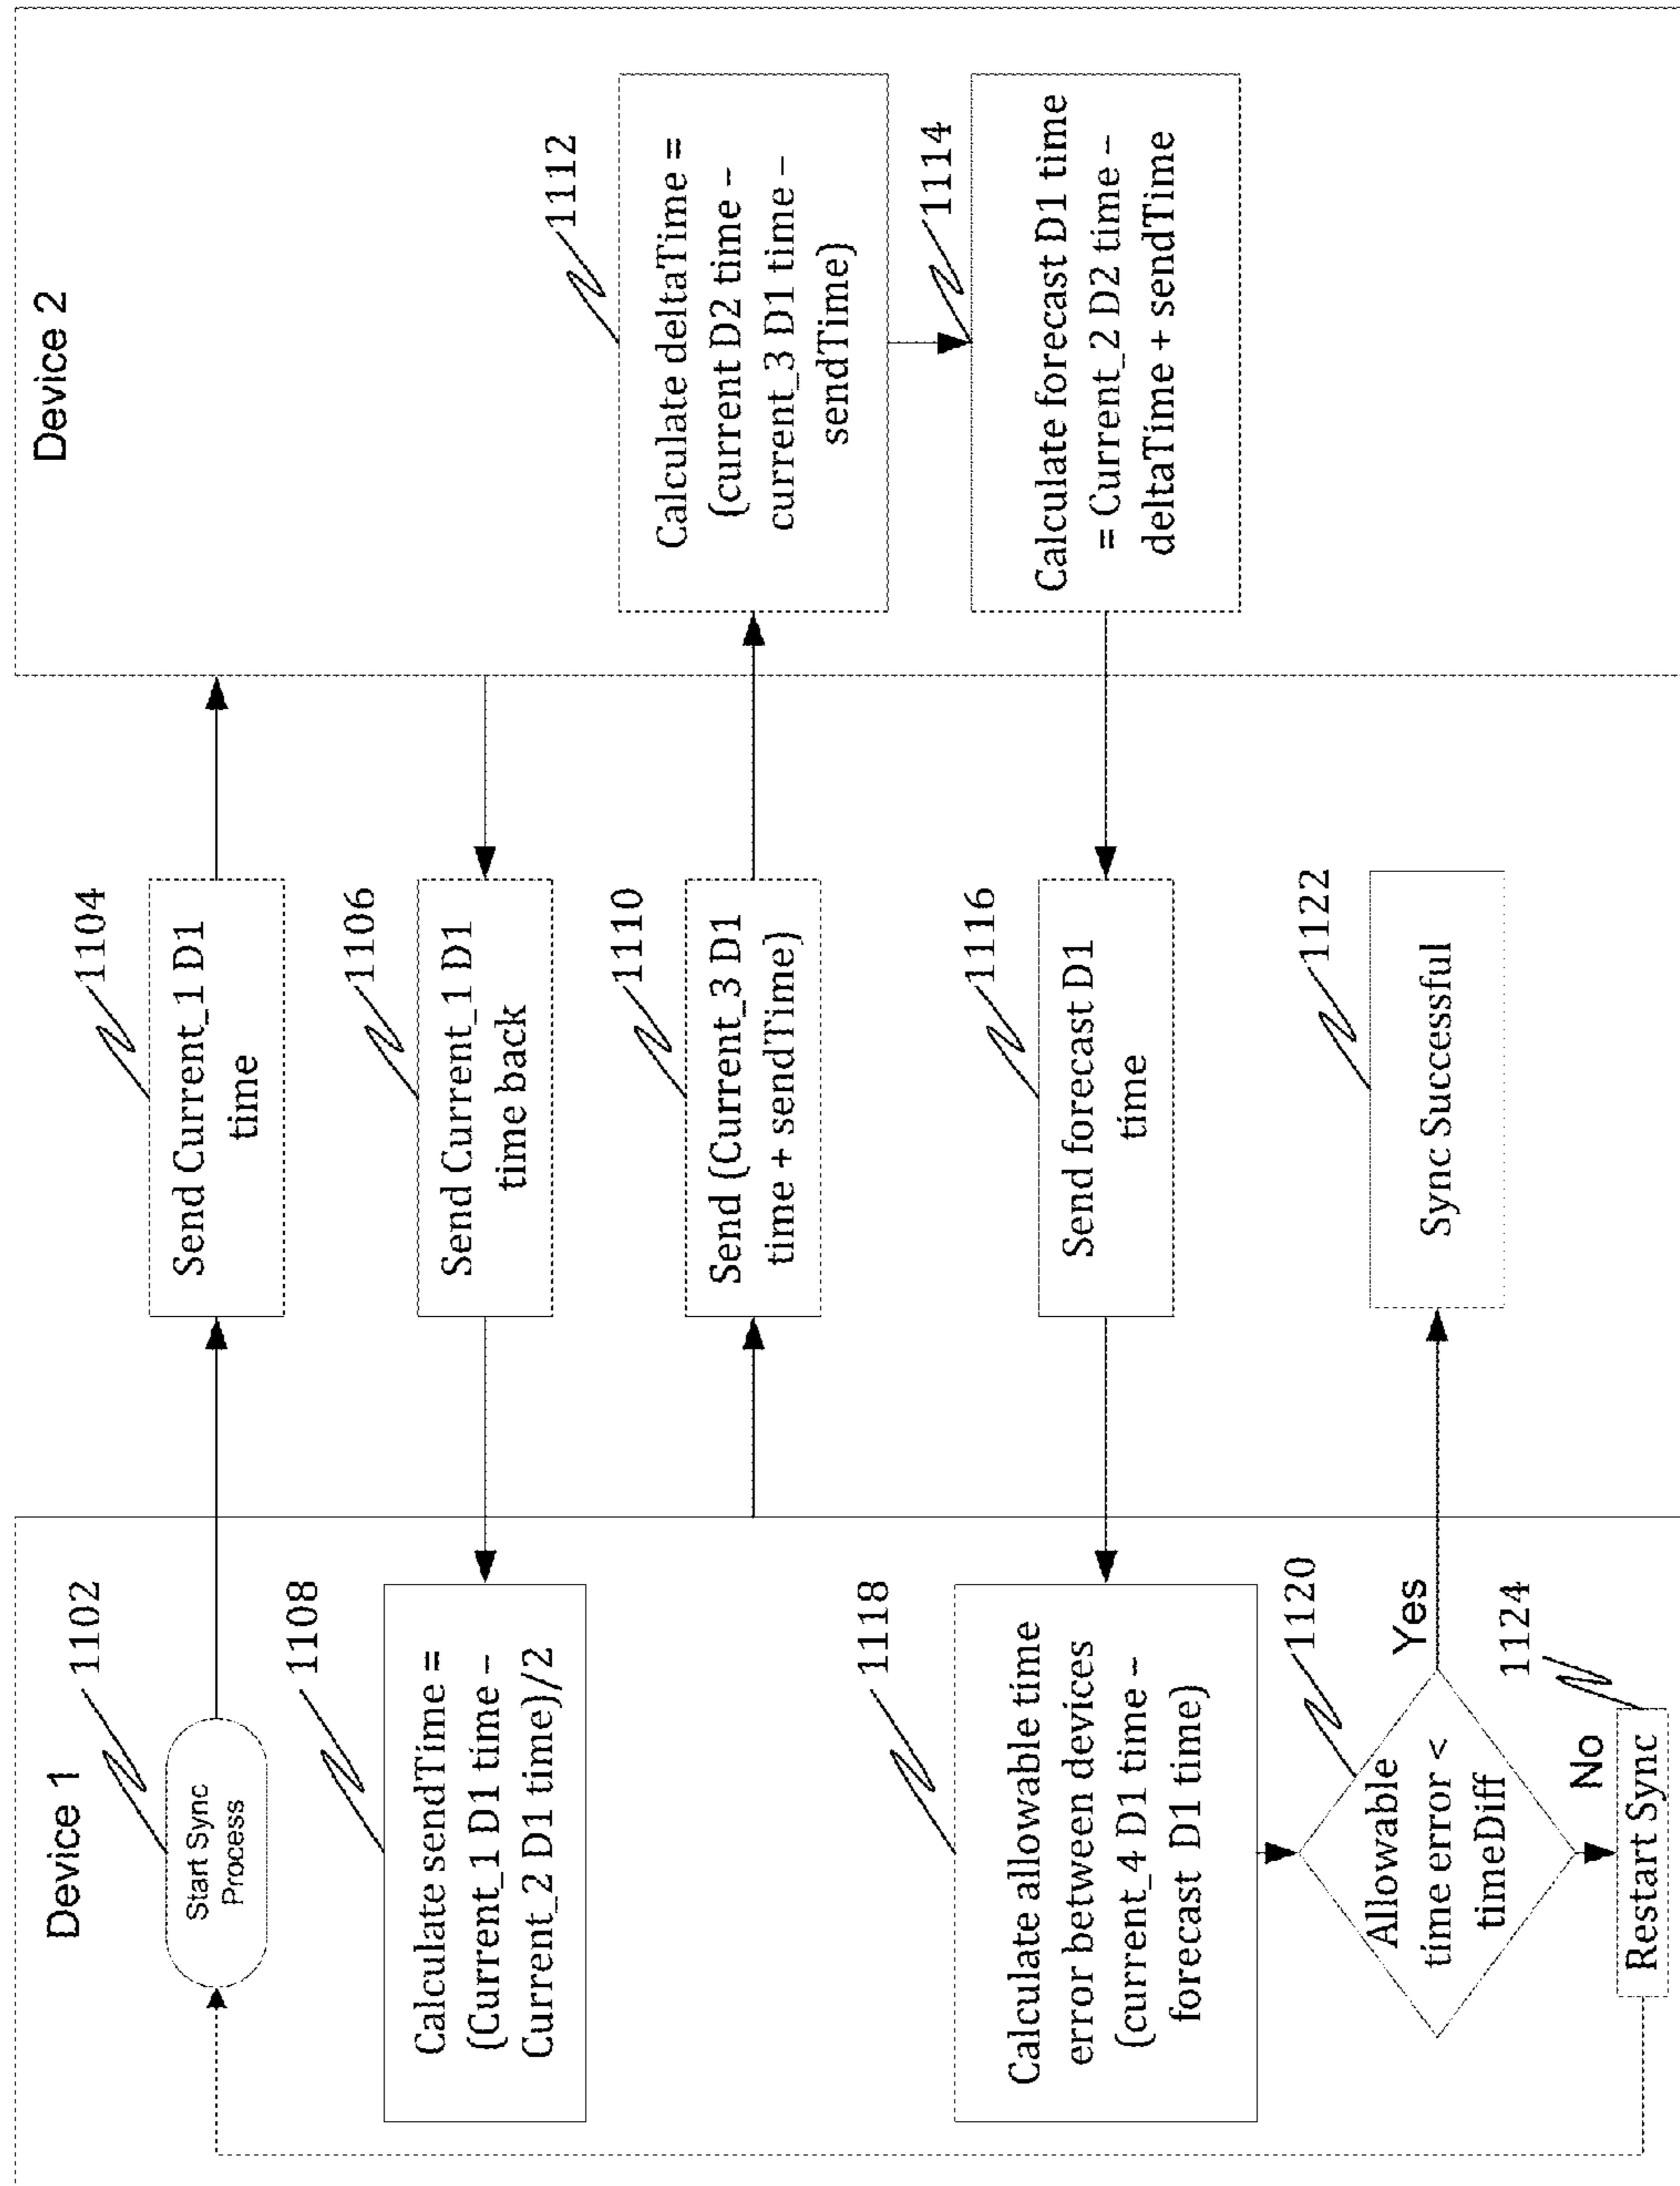 Device 1
Device 2
1102
Start Sync
Process
1104
Send Current_1 D1
time
1106
Send Current_1 D1
time back
1108
Calculate sendTime =
(Current_1 D1 time –
Current_2 D1 time)/2
1110
Send (Current_3 D1
time + sendTime)
1112
Calculate deltaTime =
(current D2 time –
current_3 D1 time –
sendTime)
1114
Calculate forecast D1 time
= Current_2 D2 time –
deltaTime + sendTime
1116
Send forecast D1
time
1118
Calculate allowable time
error between devices
(current_4 D1 time –
forecast D1 time)
1120
Allowable
time error <
timeDiff
Yes
1122
Sync Successful
No
1124
Restart Sync